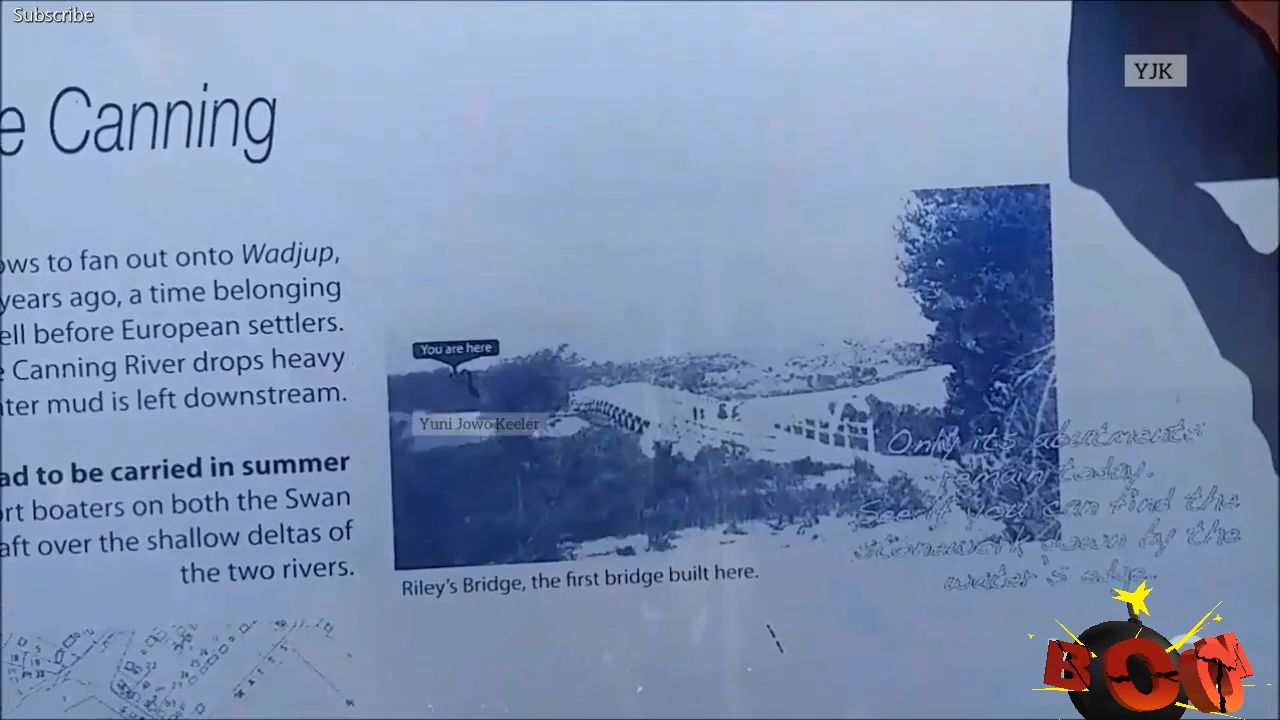 Subscribe
YJK
e Canning
ows to fan out onto Wadjup,
years ago, a time belonging
ell before European settlers.
e Canning River drops heavy
ter mud is left downstream.
ad to be carried in summer
rt boaters on both the Swan
aft over the shallow deltas of
the two rivers.
You are here
Yuni Jowo Keeler
Only its abutments
remain today.
See if you can find the
stonework down by the
water's edge.
Riley's Bridge, the first bridge built here.
BOOM